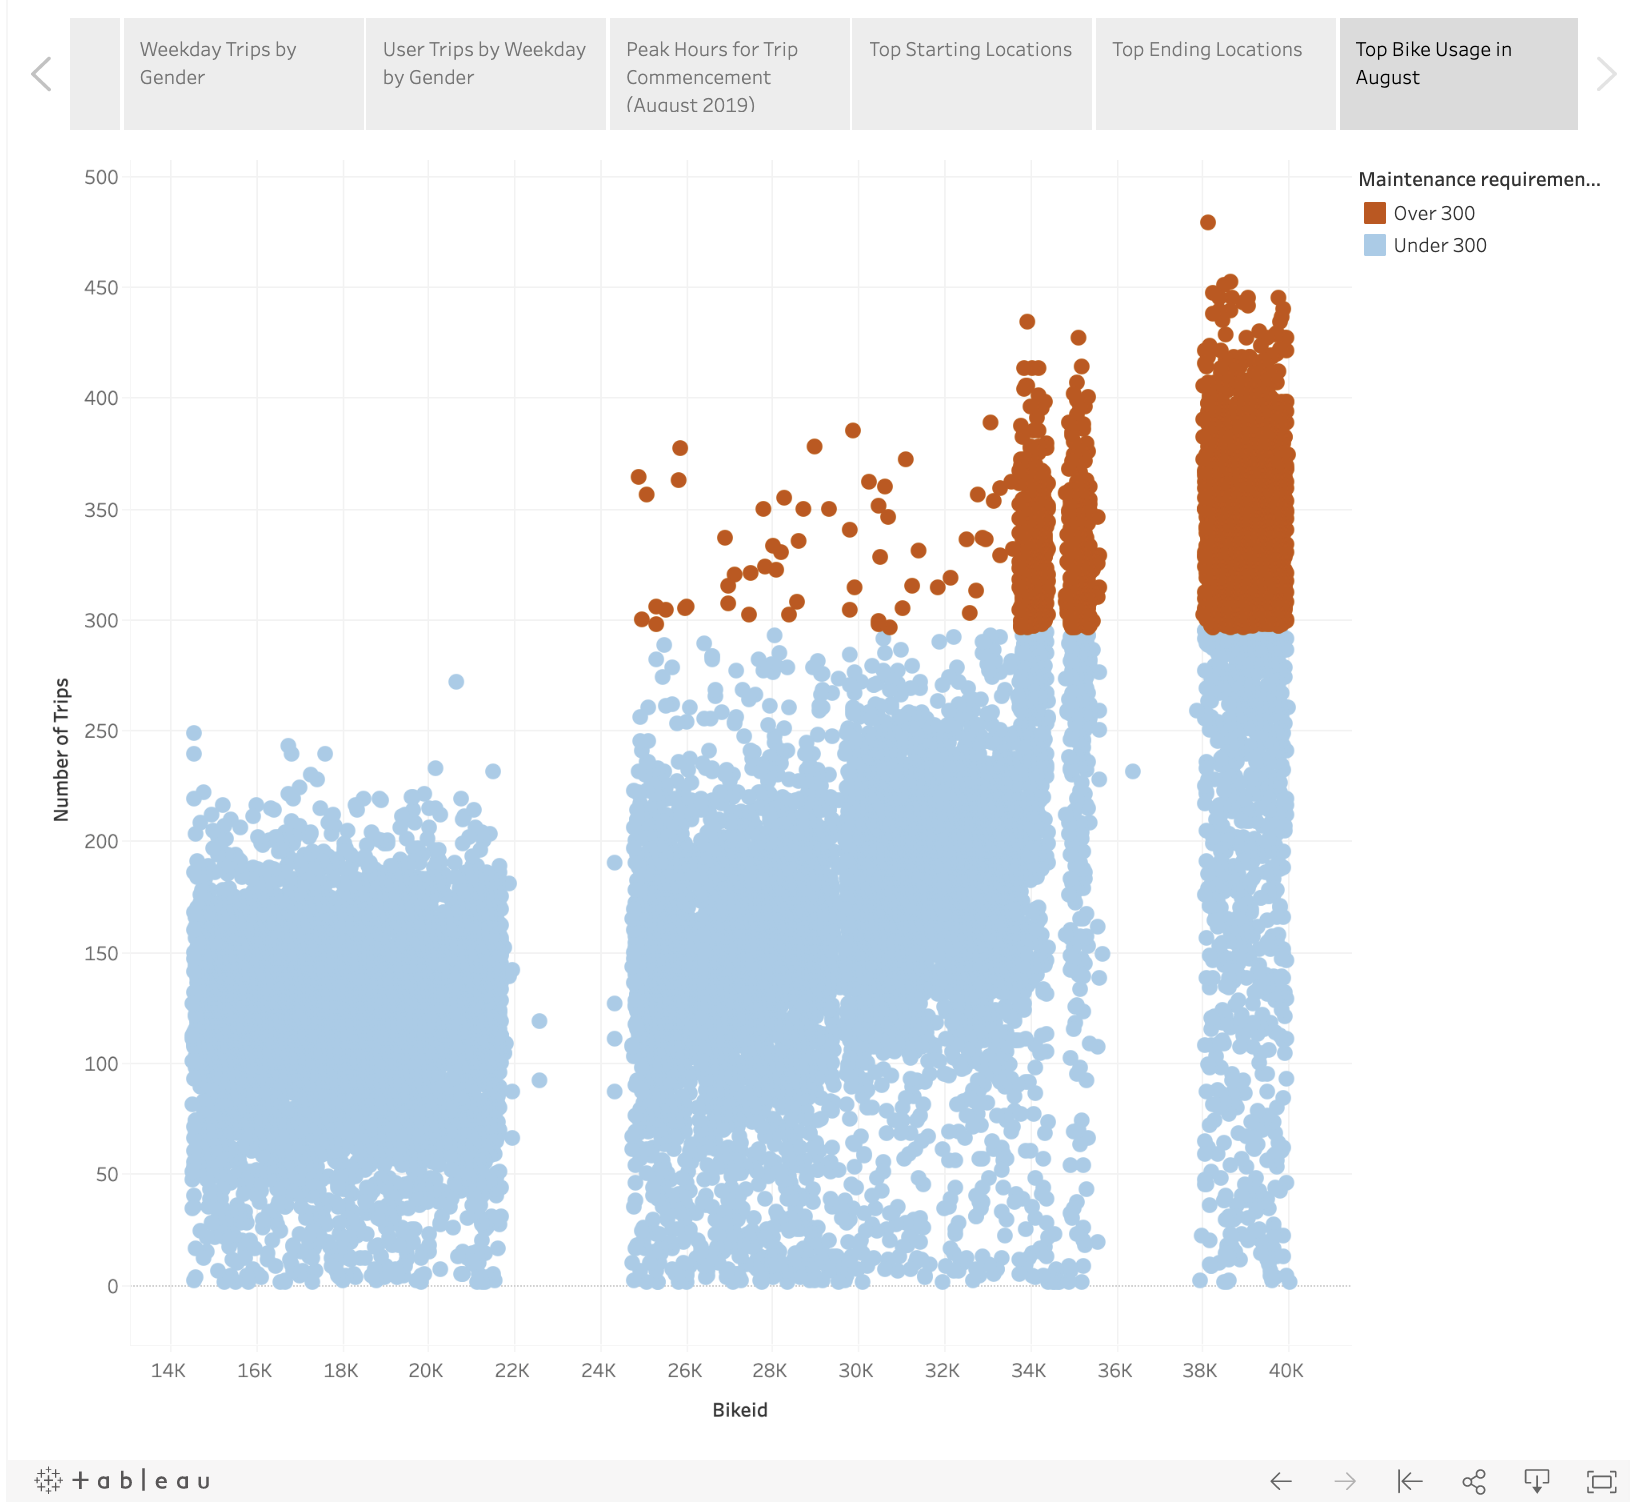 Weekday Trips by
Gender
User Trips by Weekday
by Gender
Peak Hours for Trip
Commencement
(August 2019)
Top Starting Locations
Top Ending Locations
Top Bike Usage in
August
Maintenance requiremen...
Over 300
Under 300
500
450
400
350
300
250
200
150
100
50
0
Number of Trips
14K
16K
18K
20K
22K
24K
26K
28K
30K
32K
34K
36K
38K
40K
Bikeid
+ableau